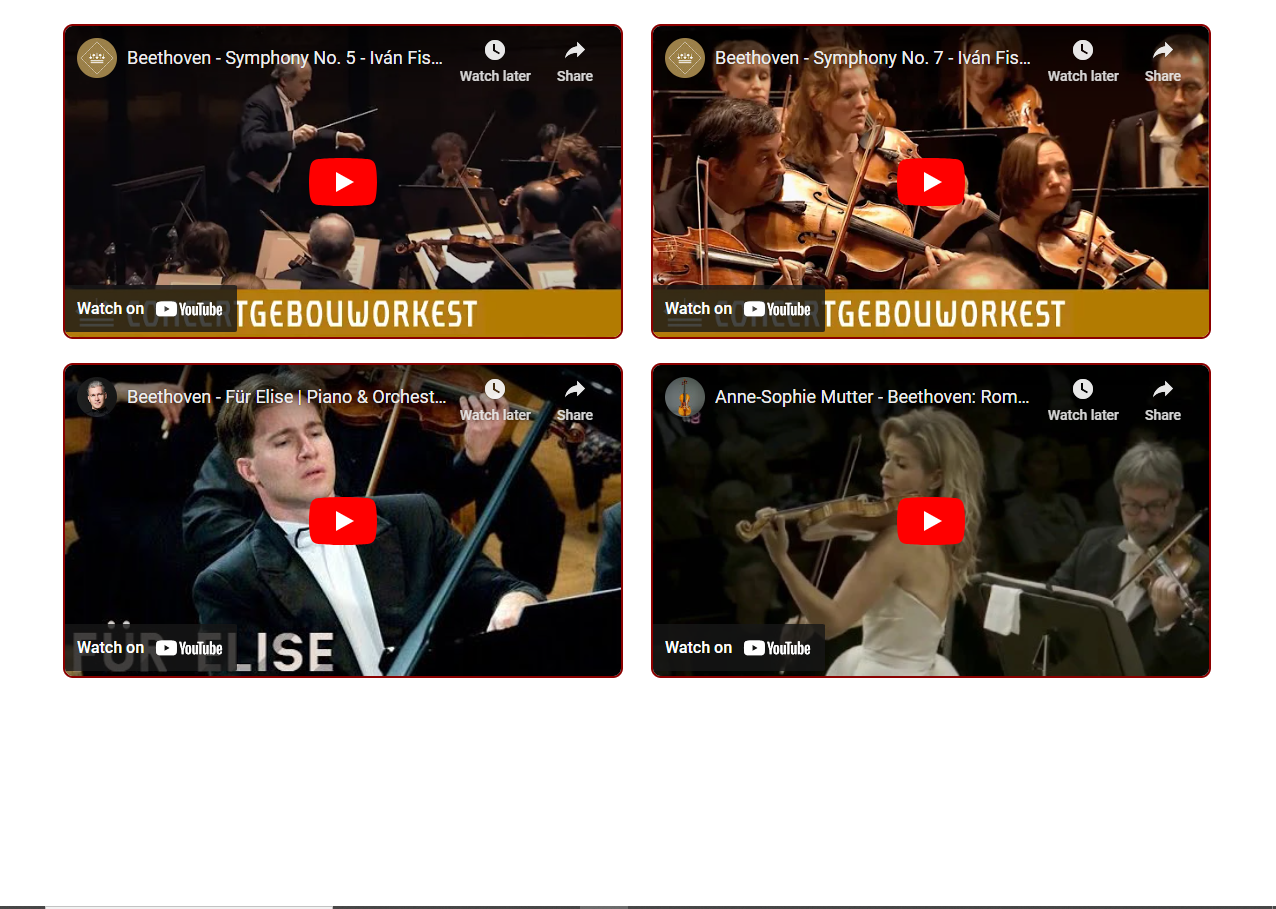 Beethoven - Symphony No. 5 - Iván Fis...
Watch later
Share
Watch on YouTube
CONCERTGEBOUWORKEST
Beethoven - Symphony No. 7 - Iván Fis...
Watch later
Share
Watch on YouTube
CONCERTGEBOUWORKEST
Beethoven - Für Elise | Piano & Orchest...
Watch later
Share
Watch on YouTube
FÜR ELISE
Anne-Sophie Mutter - Beethoven: Rom...
Watch later
Share
Watch on YouTube